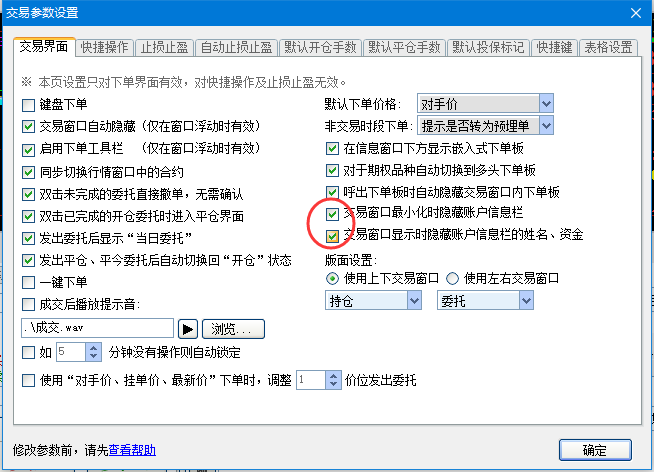 交易参数设置
交易界面 快捷操作 止损止盈 自动止损止盈 默认开仓手数 默认平仓手数 默认投保标记 快捷键 表格设置
※ 本页设置只对下单界面有效，对快捷操作及止损止盈无效。
键盘下单
交易窗口自动隐藏（仅在窗口浮动时有效）
启用下单工具栏 （仅在窗口浮动时有效）
同步切换行情窗口中的合约
双击未完成的委托直接撤单，无需确认
双击已完成的开仓委托时进入平仓界面
发出委托后显示“当日委托”
发出平仓、平今委托后自动切换回“开仓”状态
一键下单
成交后播放提示音：
.\成交.wav 浏览...
如 5 分钟没有操作则自动锁定
使用“对手价、挂单价、最新价”下单时，调整 1 价位发出委托
默认下单价格： 对手价
非交易时段下单： 提示是否转为预埋单
在信息窗口下方显示嵌入式下单板
对于期权品种自动切换到多头下单板
呼出下单板时自动隐藏交易窗口内下单板
交易窗口最小化时隐藏账户信息栏
交易窗口显示时隐藏账户信息栏的姓名、资金
版面设置：
使用上下交易窗口 使用左右交易窗口
持仓 委托
修改参数前，请先查看帮助
确定